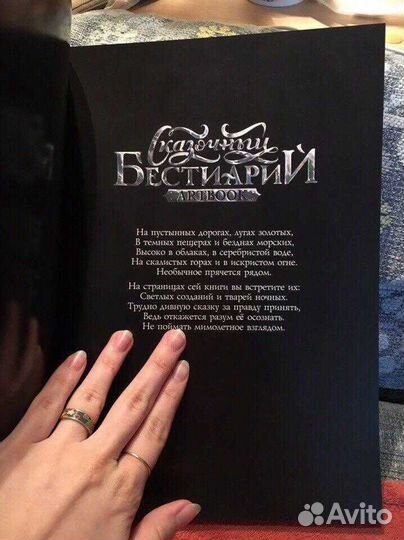 Сказочный
БЕСТИАРИЙ
ARTBOOK
На пустынных дорогах, лугах золотых,
В темных пещерах и безднах морских,
Высоко в облаках, в серебристой воде,
На скалистых горах и в искристом огне.
Необычное прячется рядом.
На страницах сей книги вы встретите их:
Светлых созданий и тварей ночных.
Трудно дивную сказку за правду принять,
Ведь откажется разум её осознать.
Не поймать мимолетное взглядом.
Avito